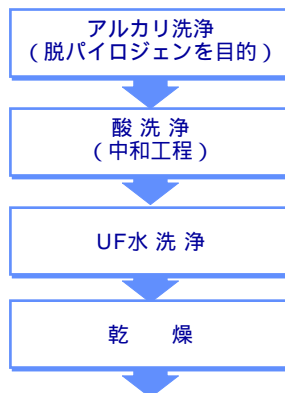 アルカリ洗浄
（脱パイロジェンを目的）
酸 洗 浄
（中和工程）
UF水 洗 浄
乾　　燥